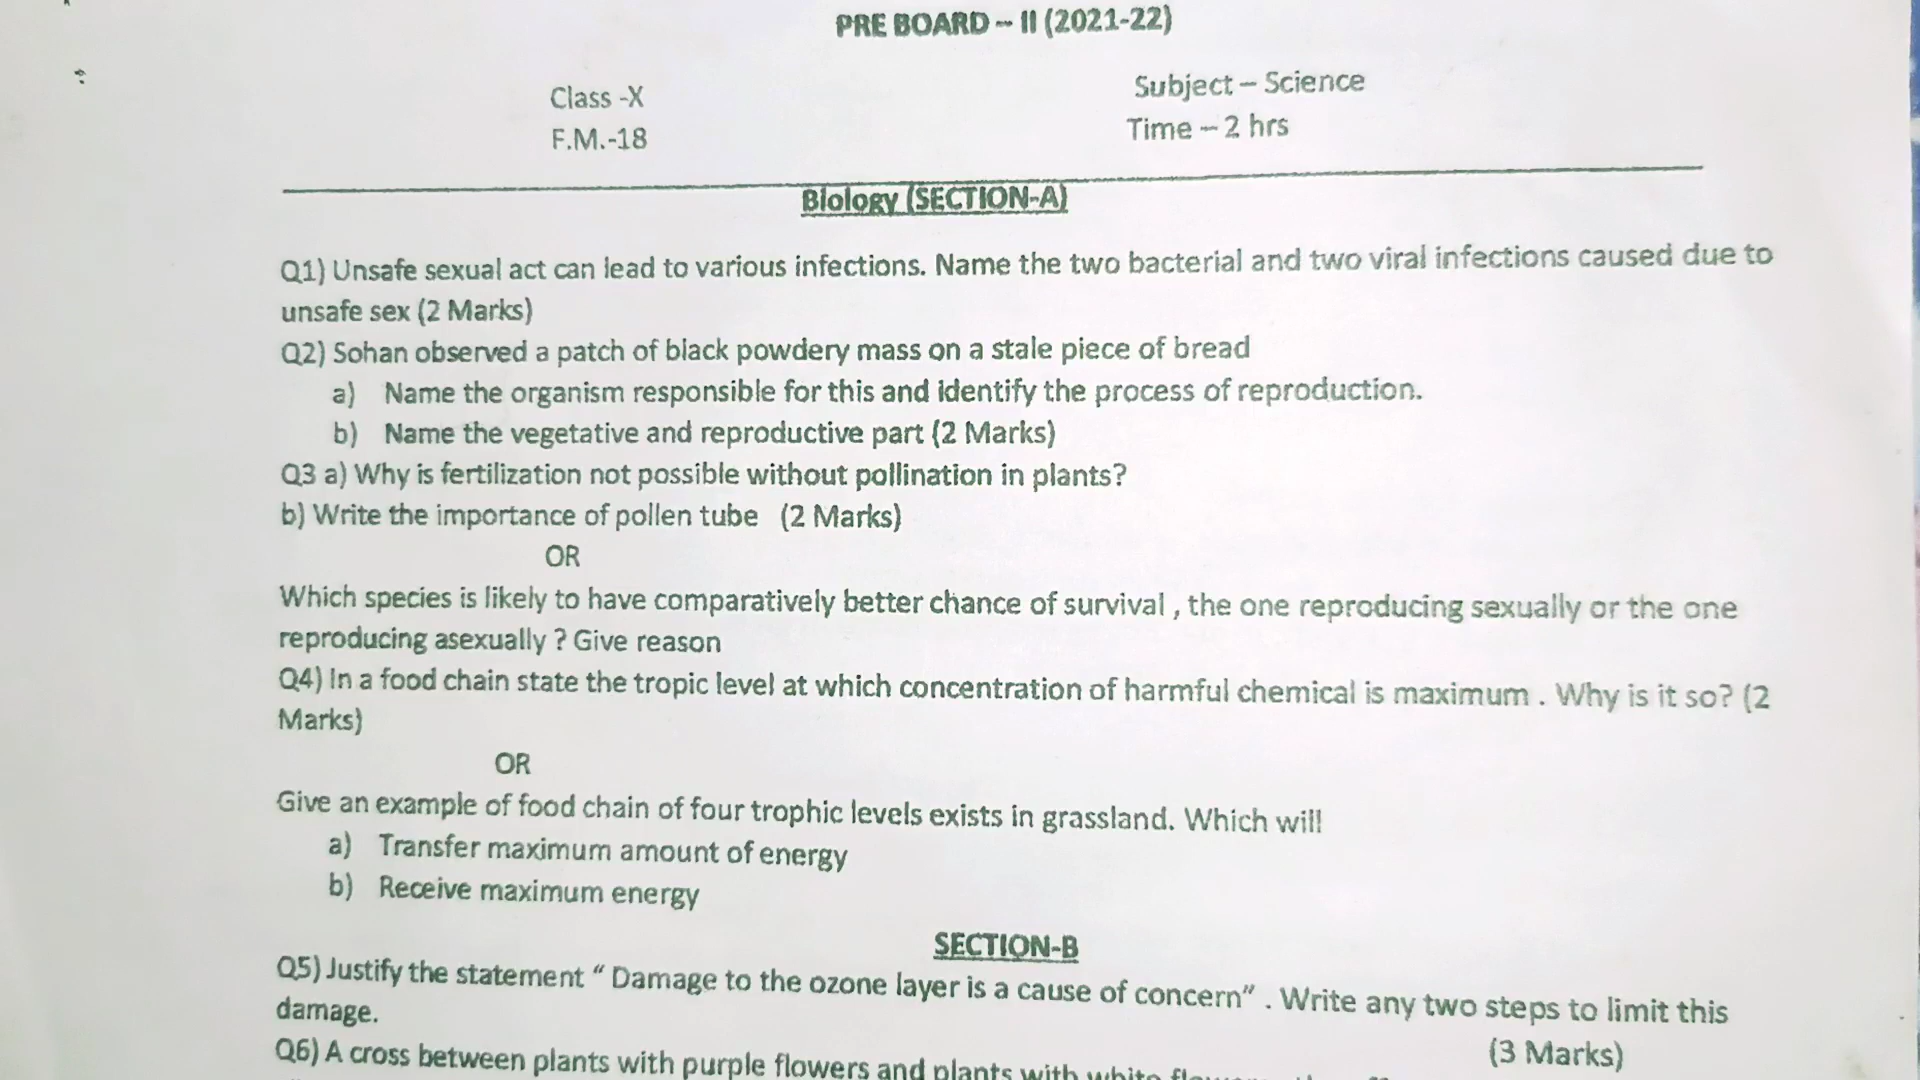 PRE BOARD – II (2021-22)
Class -X
Subject – Science
F.M.-18
Time – 2 hrs
Biology (SECTION-A)
Q1) Unsafe sexual act can lead to various infections. Name the two bacterial and two viral infections caused due to
unsafe sex (2 Marks)
Q2) Sohan observed a patch of black powdery mass on a stale piece of bread
a) Name the organism responsible for this and identify the process of reproduction.
b) Name the vegetative and reproductive part (2 Marks)
Q3 a) Why is fertilization not possible without pollination in plants?
b) Write the importance of pollen tube (2 Marks)
OR
Which species is likely to have comparatively better chance of survival , the one reproducing sexually or the one
reproducing asexually ? Give reason
Q4) In a food chain state the tropic level at which concentration of harmful chemical is maximum . Why is it so? (2
Marks)
OR
Give an example of food chain of four trophic levels exists in grassland. Which will
a) Transfer maximum amount of energy
b) Receive maximum energy
SECTION-B
Q5) Justify the statement “ Damage to the ozone layer is a cause of concern” . Write any two steps to limit this
damage.
(3 Marks)
Q6) A cross between plants with purple flowers and plants with white